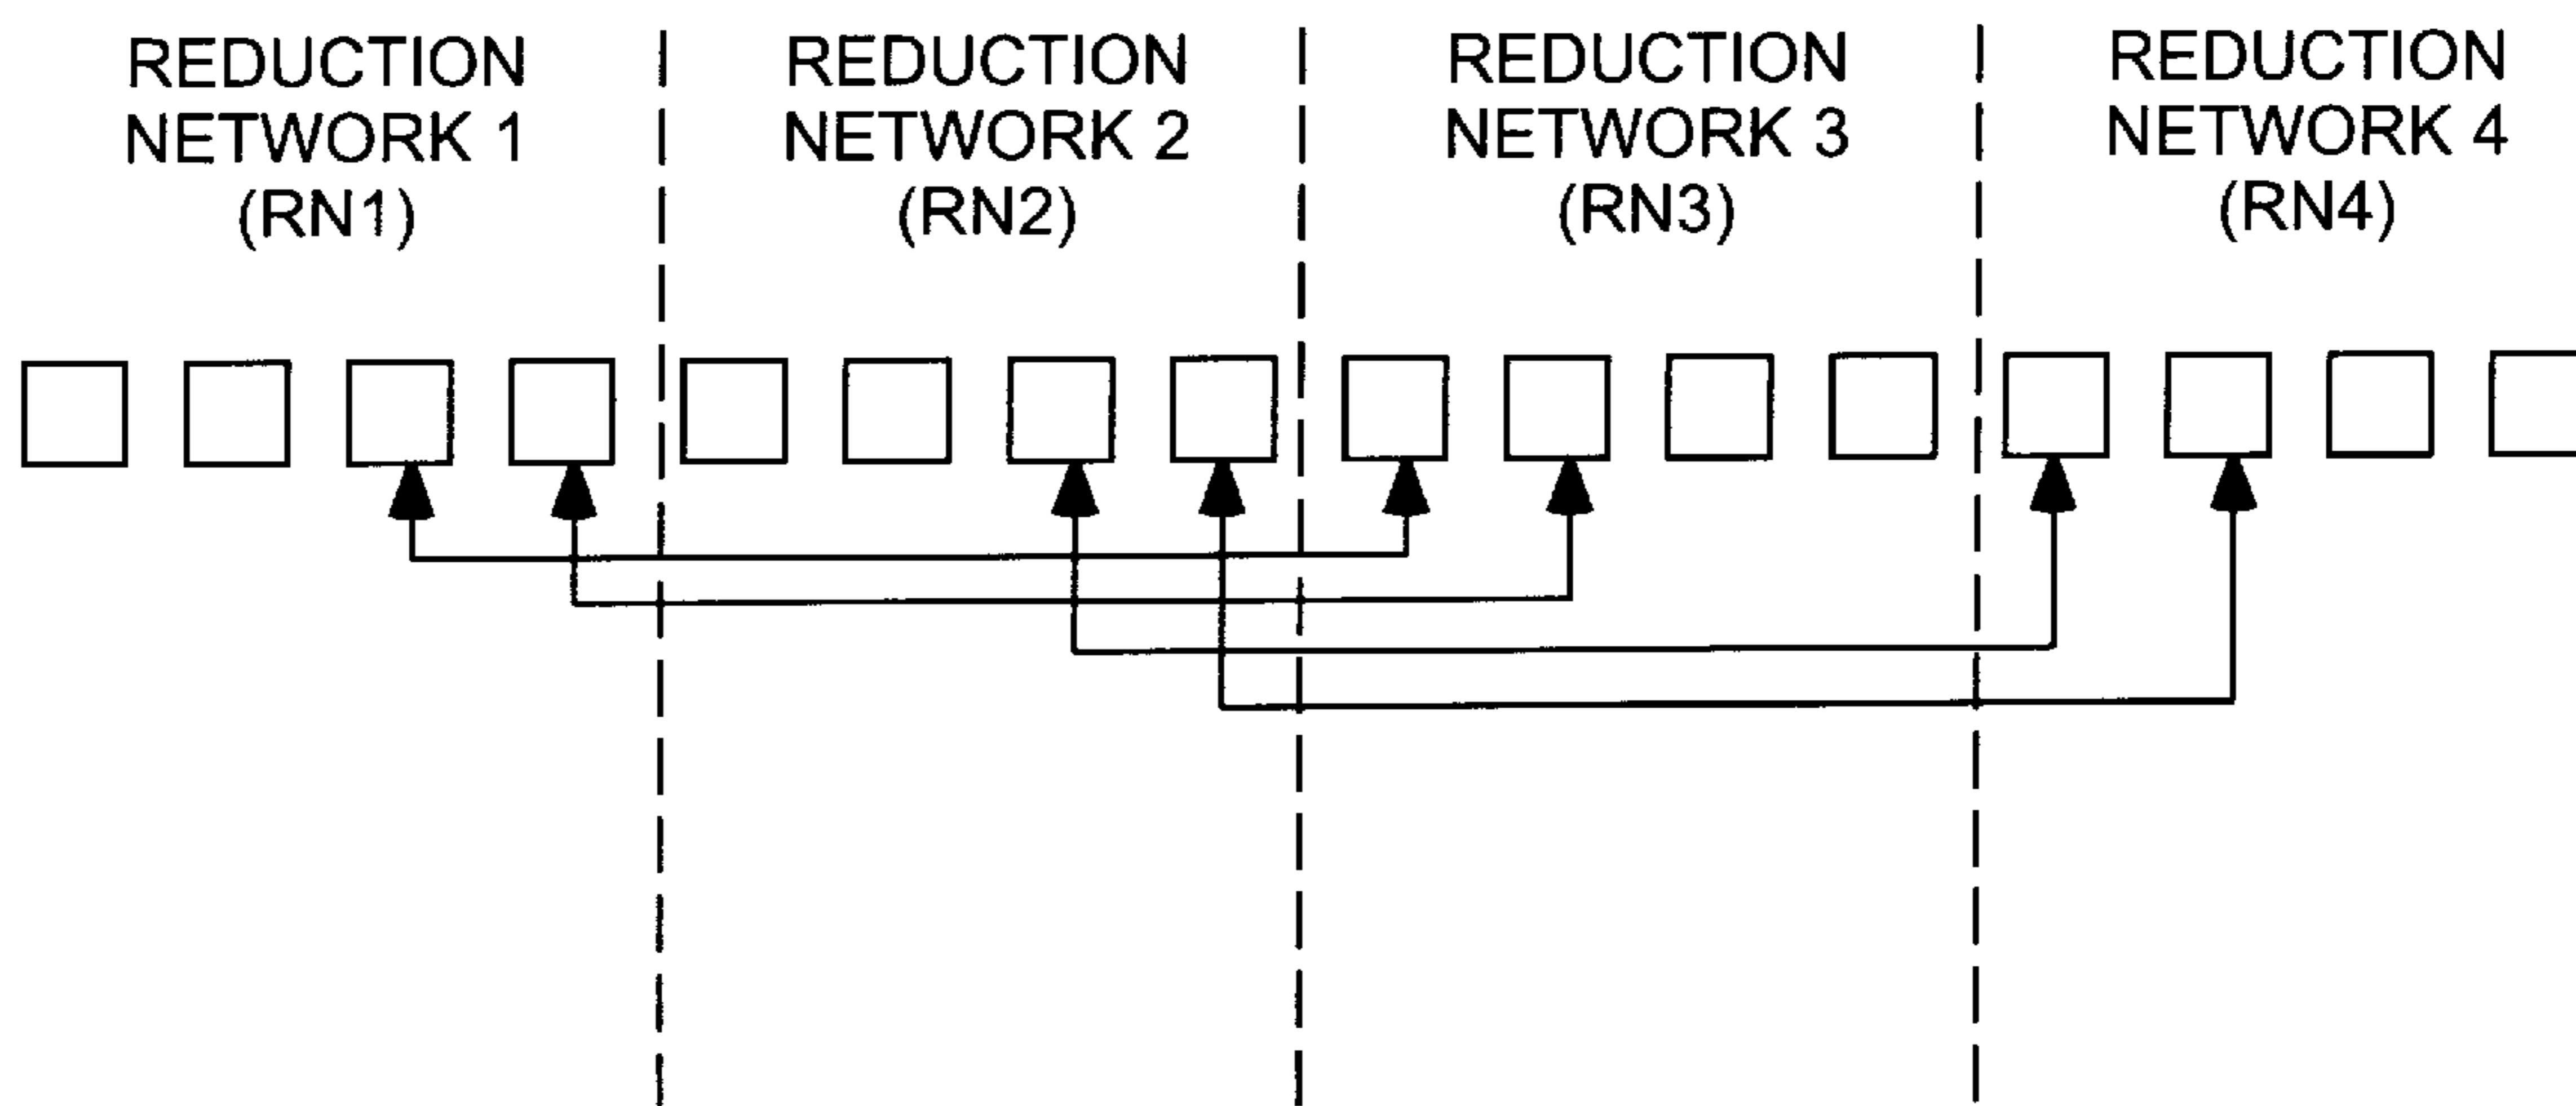 REDUCTION
NETWORK 1
(RN1)
REDUCTION
NETWORK 2
(RN2)
REDUCTION
NETWORK 3
(RN3)
REDUCTION
NETWORK 4
(RN4)